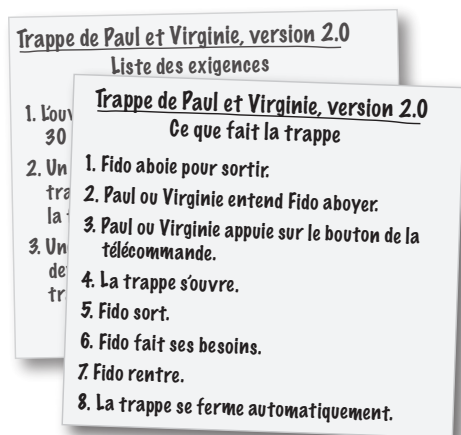 Trappe de Paul et Virginie, version 2.0
Liste des exigences
1. L'ouv
30
2. Un
tra
la
3. Un
de
tr
Trappe de Paul et Virginie, version 2.0
Ce que fait la trappe
1. Fido aboie pour sortir.
2. Paul ou Virginie entend Fido aboyer.
3. Paul ou Virginie appuie sur le bouton de la
télécommande.
4. La trappe s'ouvre.
5. Fido sort.
6. Fido fait ses besoins.
7. Fido rentre.
8. La trappe se ferme automatiquement.